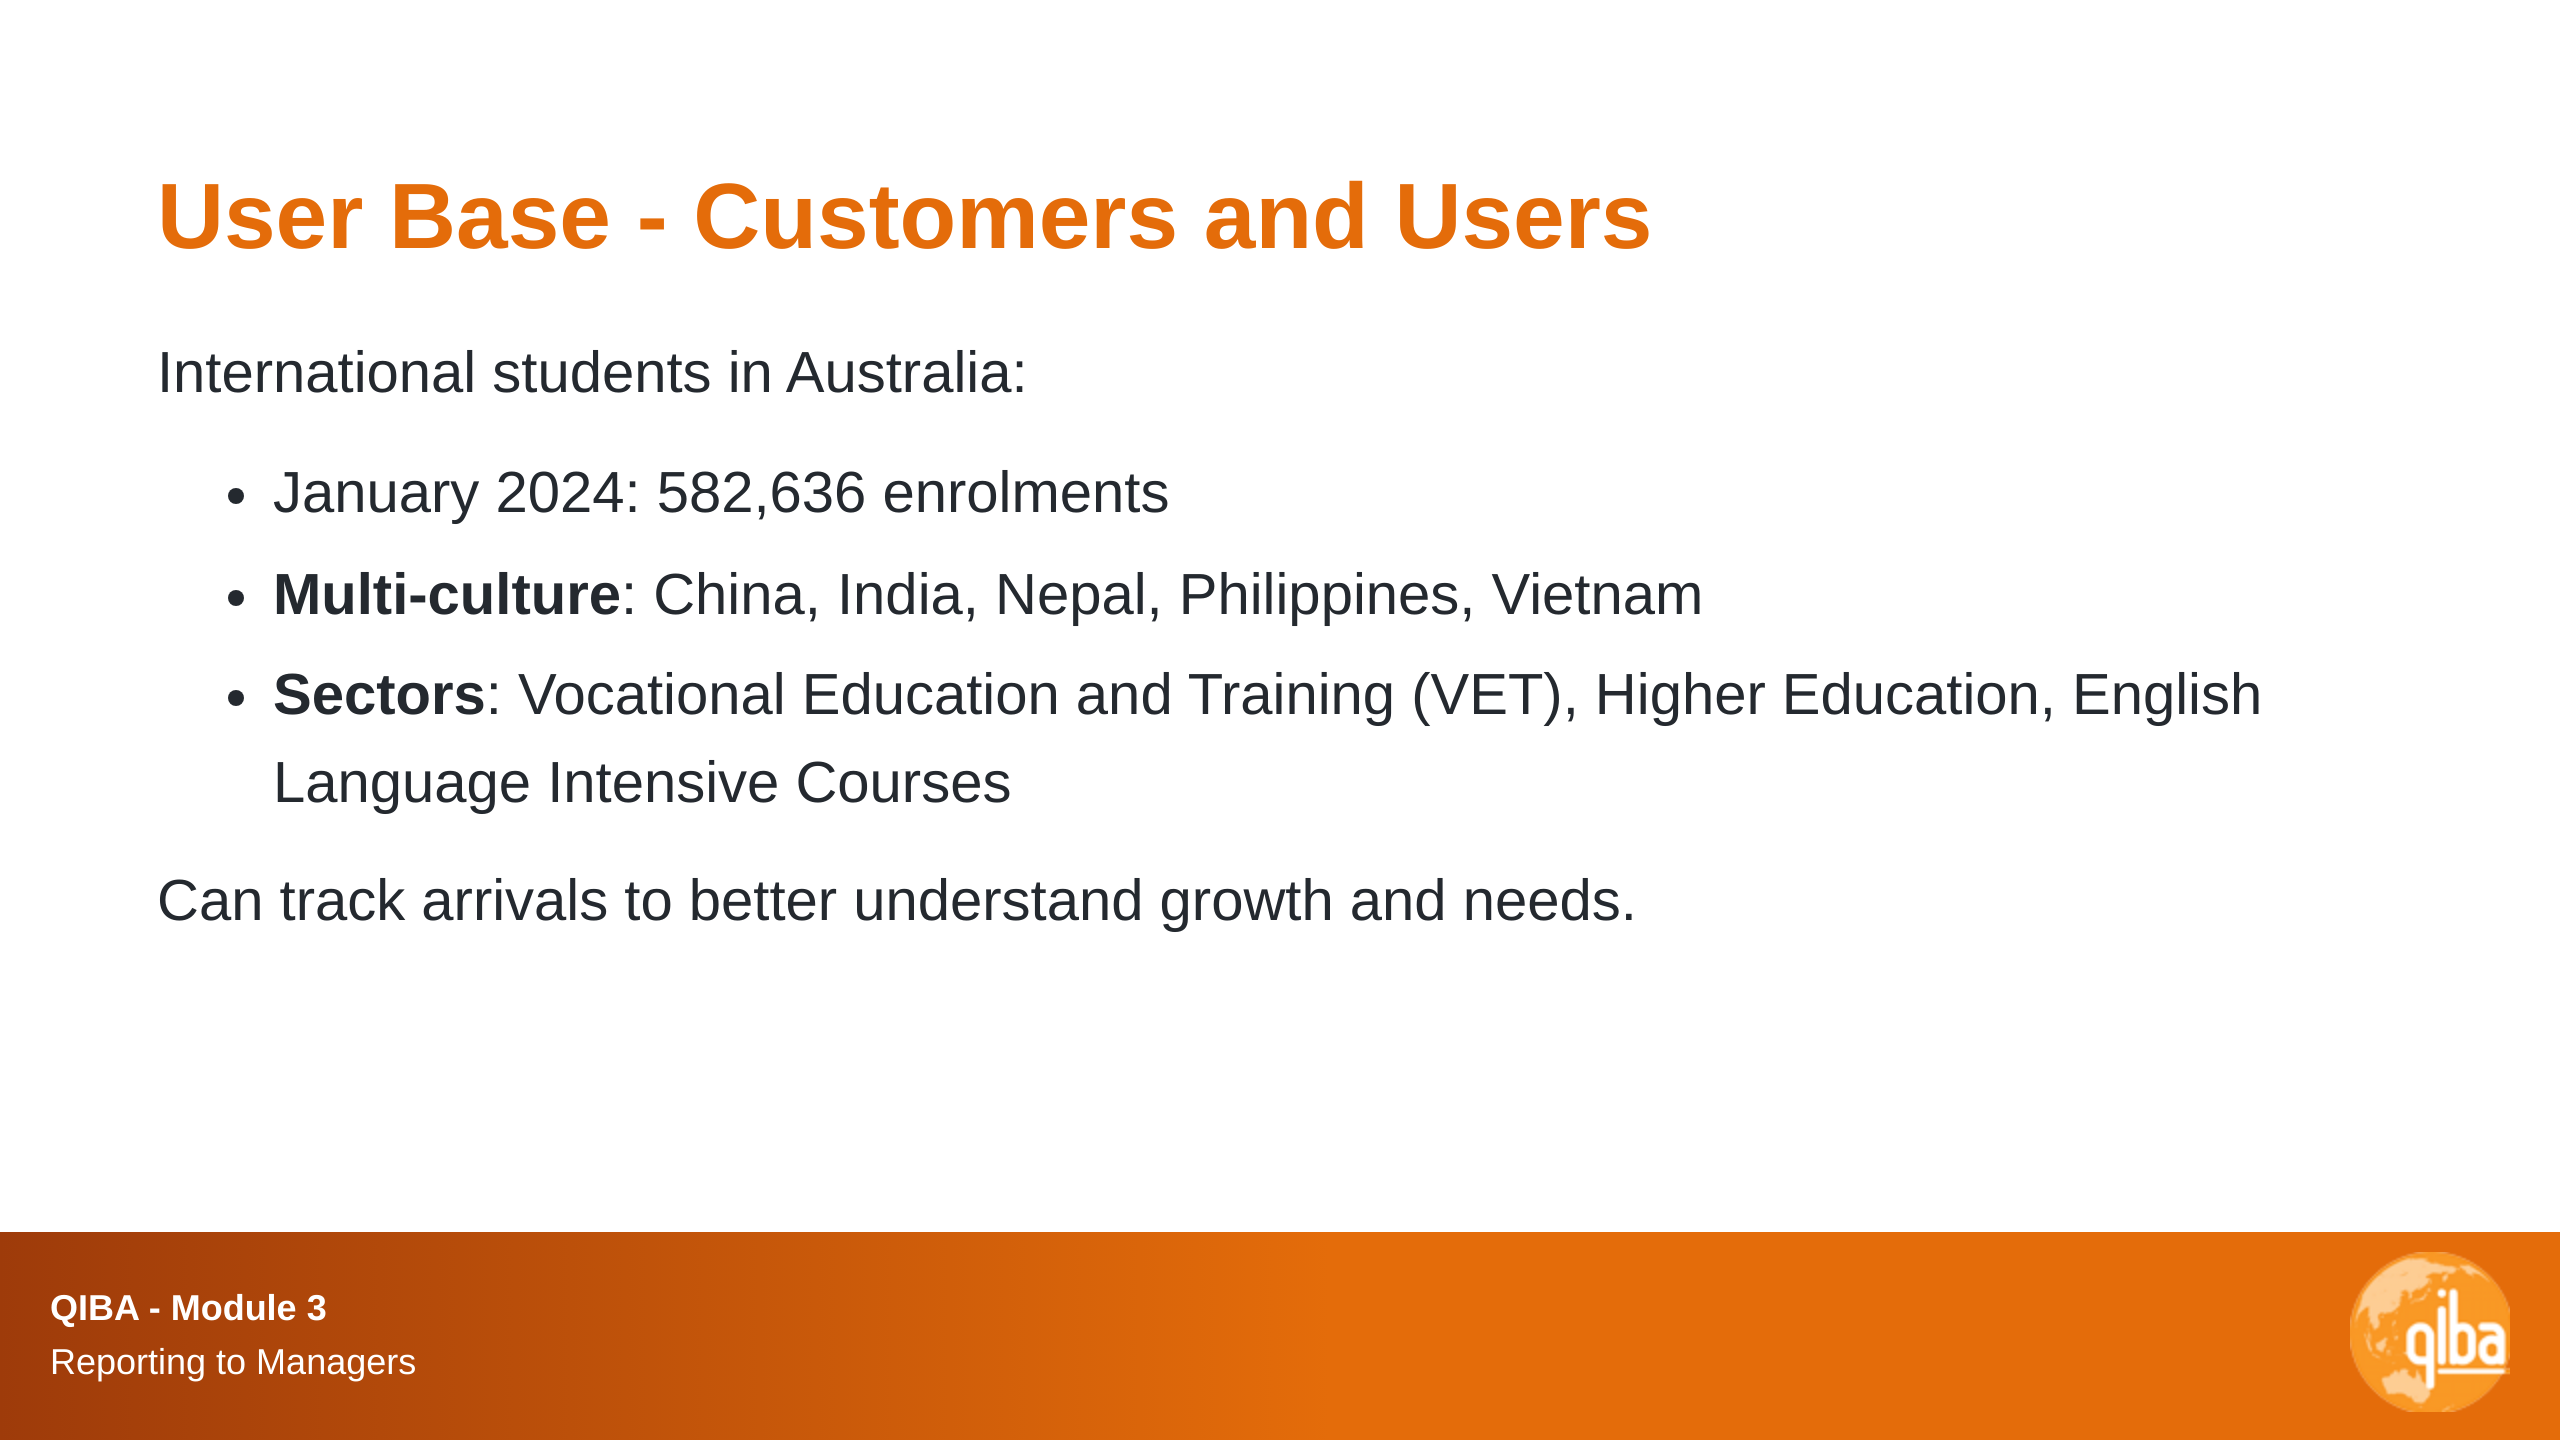 User Base - Customers and Users
International students in Australia:
• January 2024: 582,636 enrolments
• Multi-culture: China, India, Nepal, Philippines, Vietnam
• Sectors: Vocational Education and Training (VET), Higher Education, English
Language Intensive Courses
Can track arrivals to better understand growth and needs.
QIBA - Module 3
Reporting to Managers
qiba